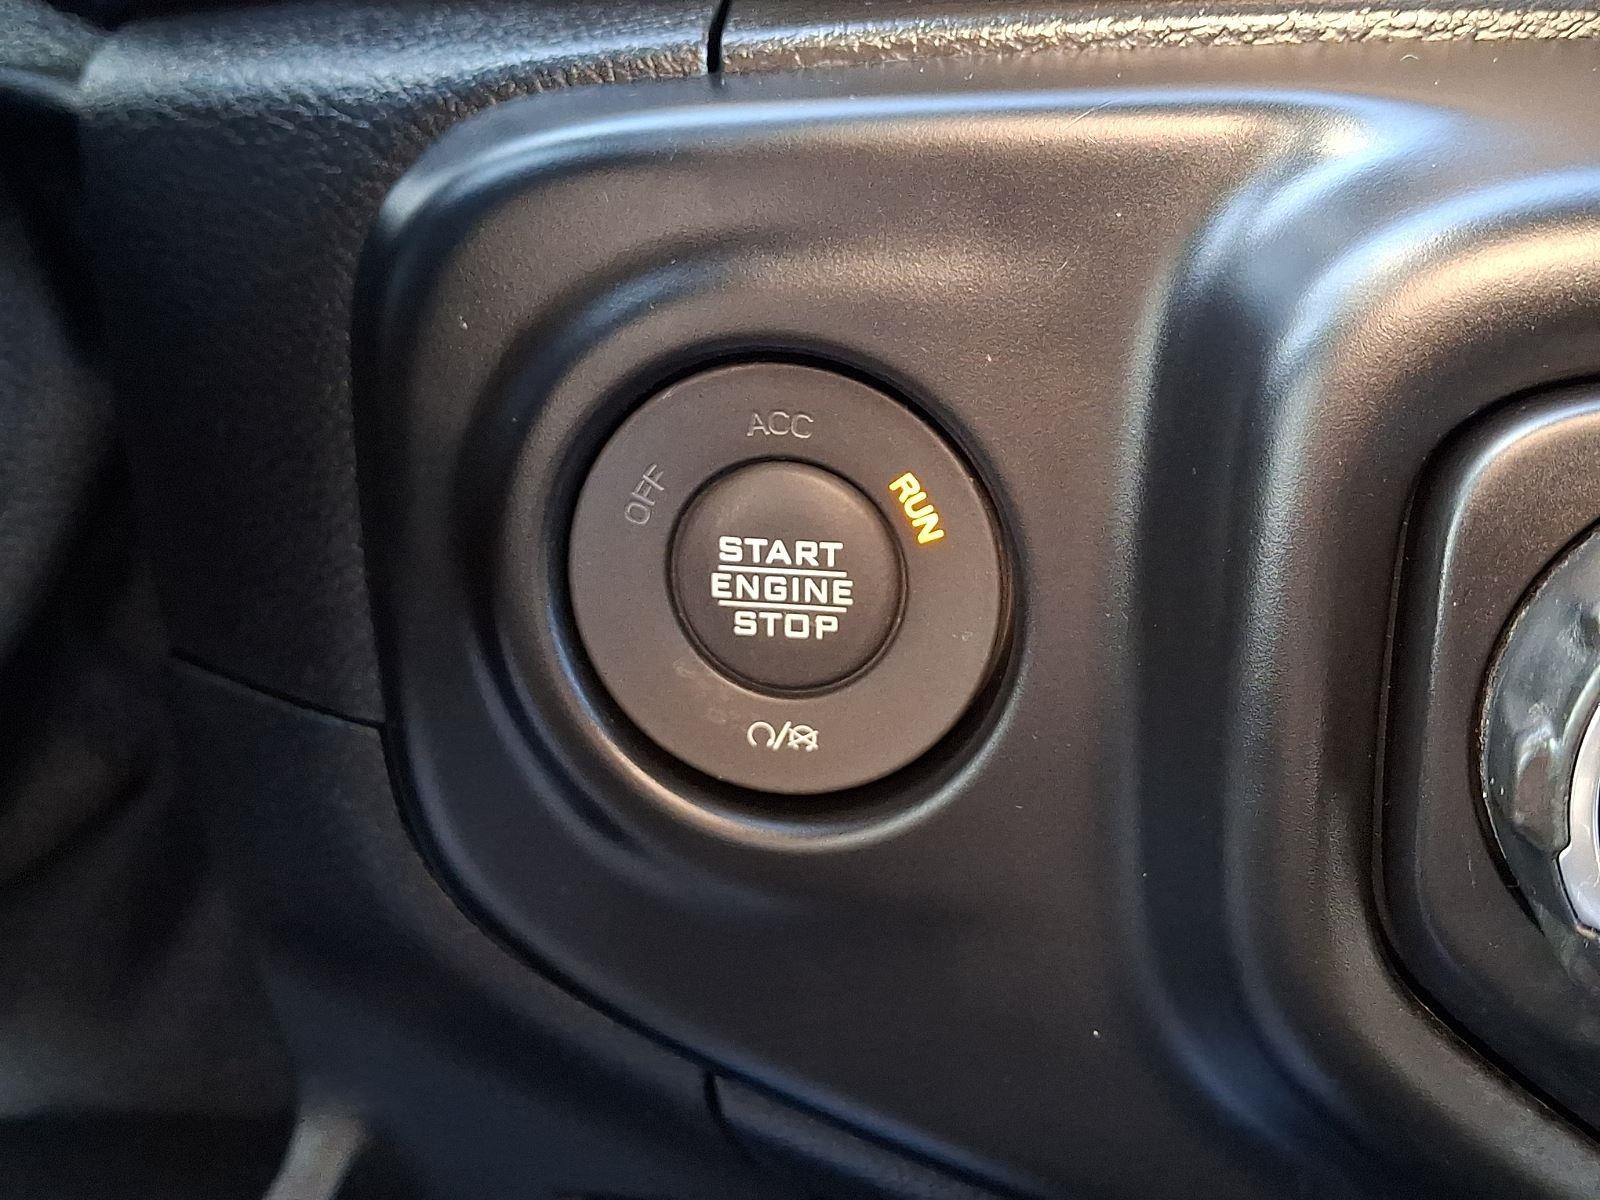 ACC
OFF
RUN
START
ENGINE
STOP